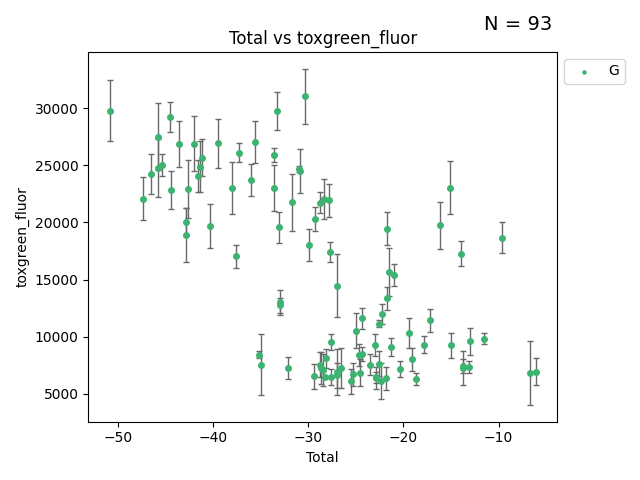 N = 93
Total vs toxgreen_fluor
G
toxgreen_fluor
30000
25000
20000
15000
10000
5000
−50
−40
−30
−20
−10
Total